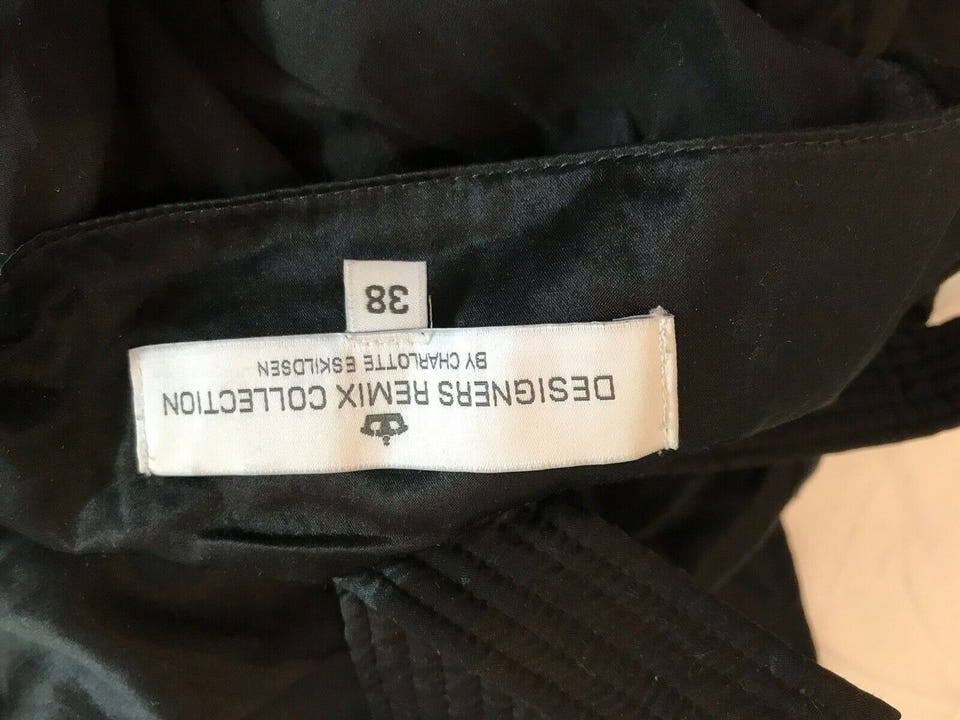 DESIGNERS REMIX COLLECTION
BY CHARLOTTE ESKILDSEN
38